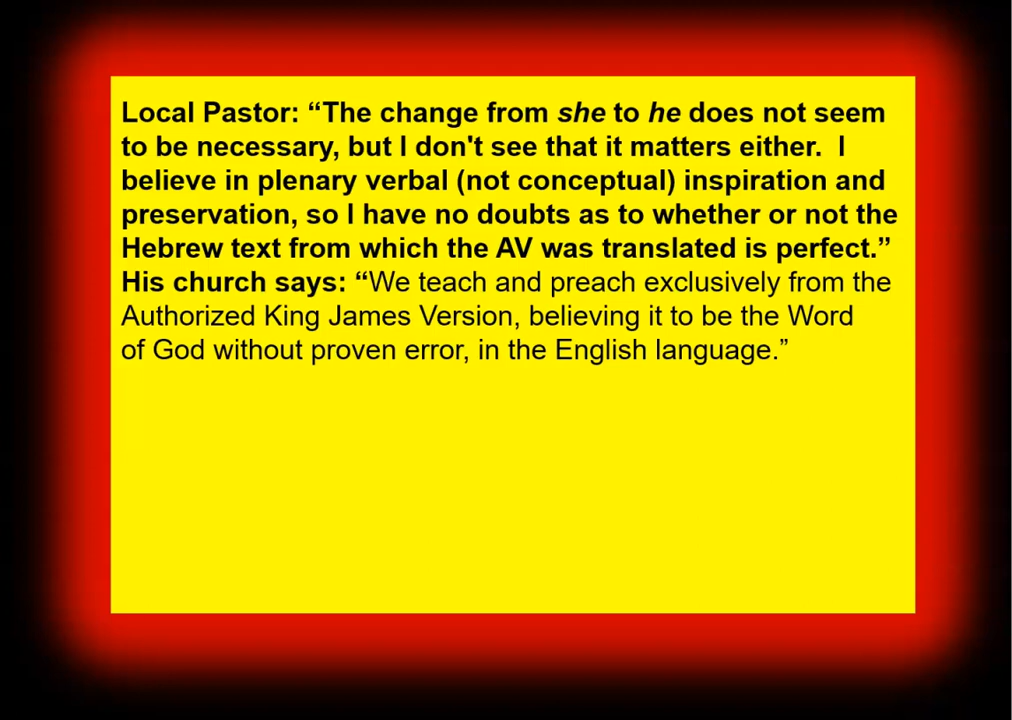 Local Pastor: “The change from she to he does not seem
to be necessary, but I don't see that it matters either.  I
believe in plenary verbal (not conceptual) inspiration and
preservation, so I have no doubts as to whether or not the
Hebrew text from which the AV was translated is perfect.”
His church says: “We teach and preach exclusively from the
Authorized King James Version, believing it to be the Word
of God without proven error, in the English language.”